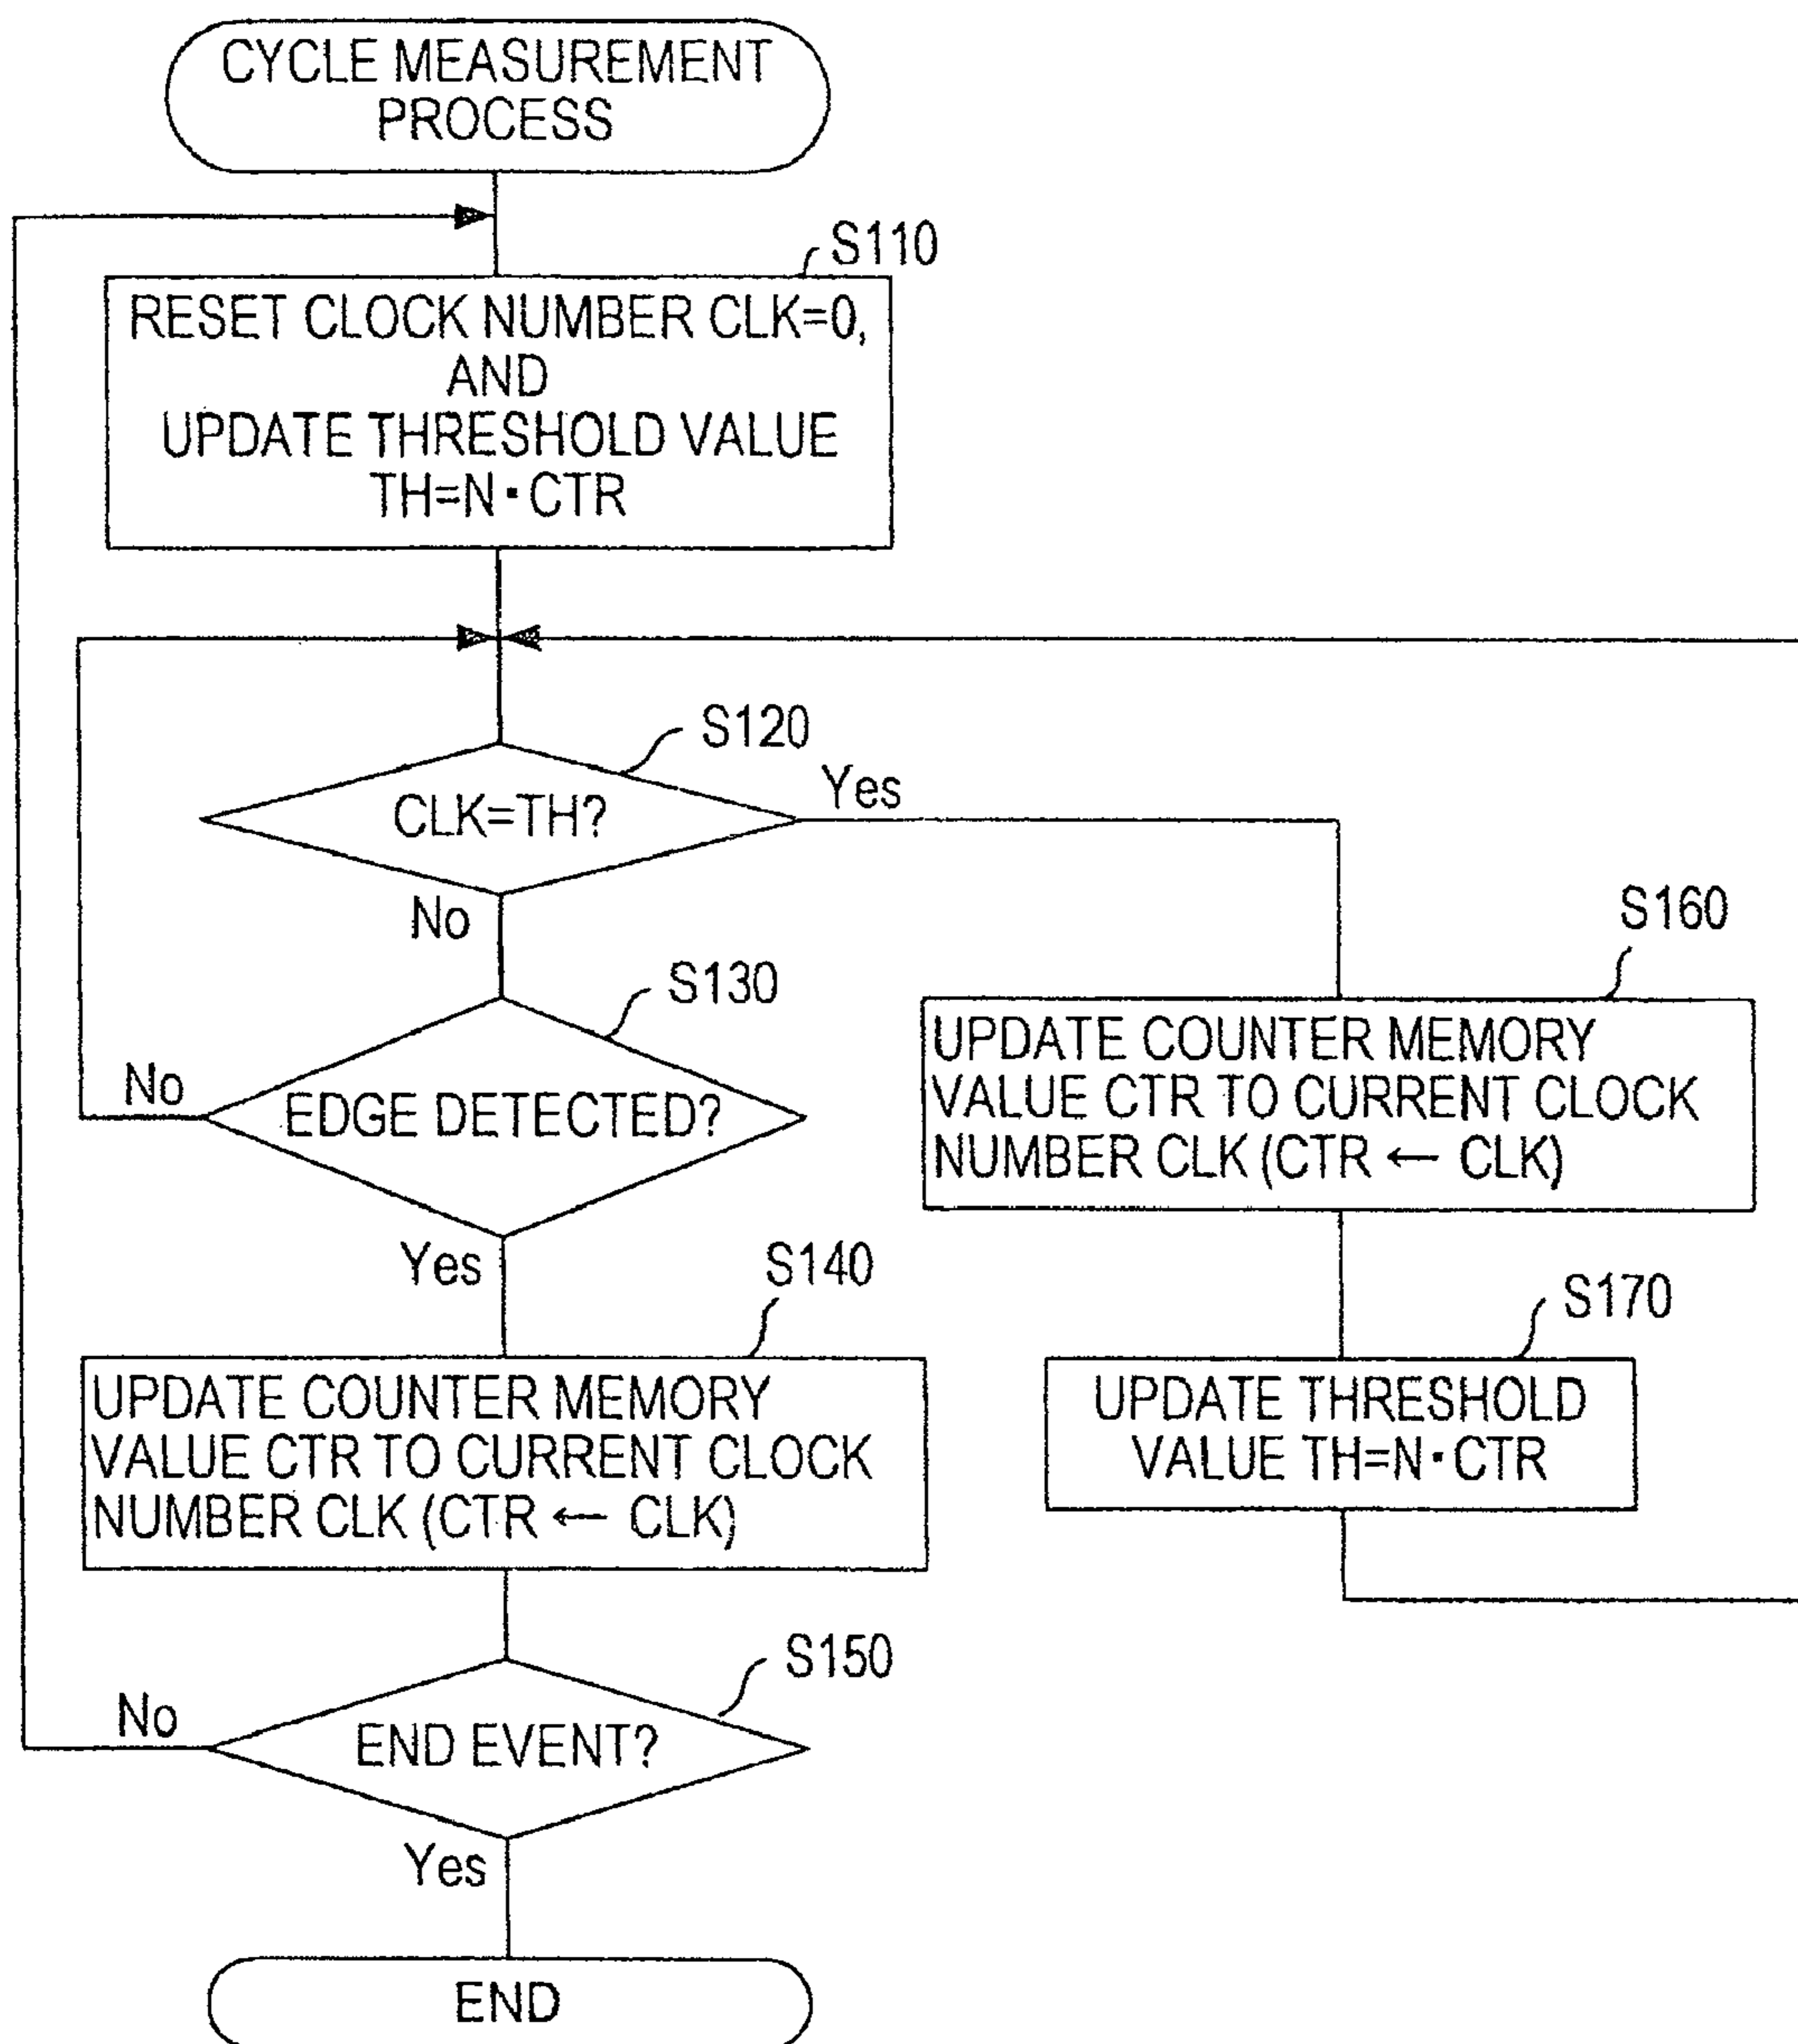 CYCLE MEASUREMENT
PROCESS
S110
RESET CLOCK NUMBER CLK=0,
AND
UPDATE THRESHOLD VALUE
TH=N·CTR
S120
CLK=TH?
Yes
No
S130
EDGE DETECTED?
No
Yes
S160
UPDATE COUNTER MEMORY
VALUE CTR TO CURRENT CLOCK
NUMBER CLK (CTR ← CLK)
S140
UPDATE COUNTER MEMORY
VALUE CTR TO CURRENT CLOCK
NUMBER CLK (CTR ← CLK)
S170
UPDATE THRESHOLD
VALUE TH=N·CTR
S150
END EVENT?
No
Yes
END